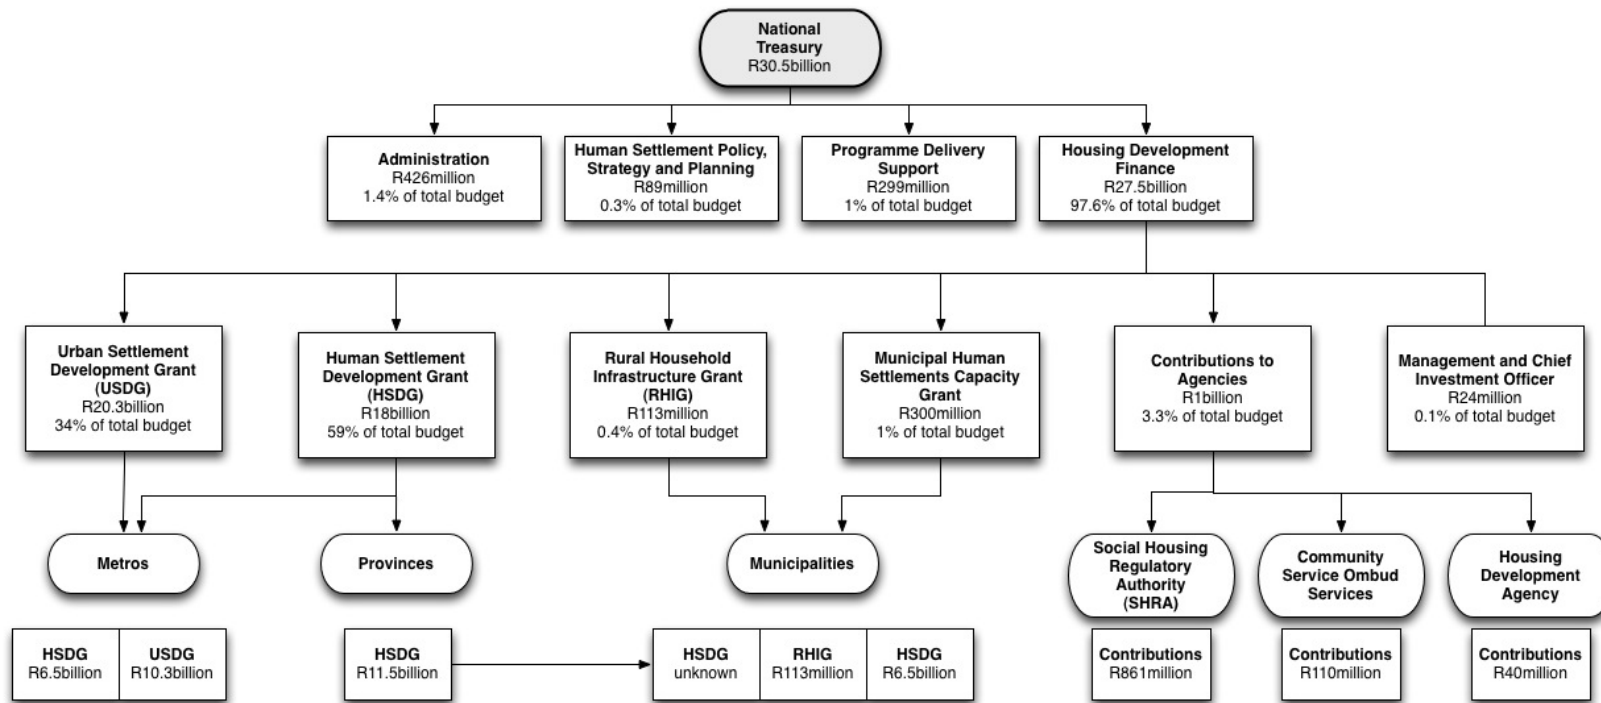 National
Treasury
R30.5billion
Administration
R426million
1.4% of total budget
Human Settlement Policy,
Strategy and Planning
R89million
0.3% of total budget
Programme Delivery
Support
R299million
1% of total budget
Housing Development
Finance
R27.5billion
97.6% of total budget
Urban Settlement
Development Grant
(USDG)
R20.3billion
34% of total budget
Human Settlement
Development Grant
(HSDG)
R18billion
59% of total budget
Rural Household
Infrastructure Grant
(RHIG)
R113million
0.4% of total budget
Municipal Human
Settlements Capacity
Grant
R300million
1% of total budget
Contributions to
Agencies
R1billion
3.3% of total budget
Management and Chief
Investment Officer
R24million
0.1% of total budget
Metros
Provinces
Municipalities
Social Housing
Regulatory
Authority
(SHRA)
Community
Service Ombud
Services
Housing
Development
Agency
HSDG
R6.5billion
USDG
R10.3billion
HSDG
R11.5billion
HSDG
unknown
RHIG
R113million
HSDG
R6.5billion
Contributions
R861million
Contributions
R110million
Contributions
R40million